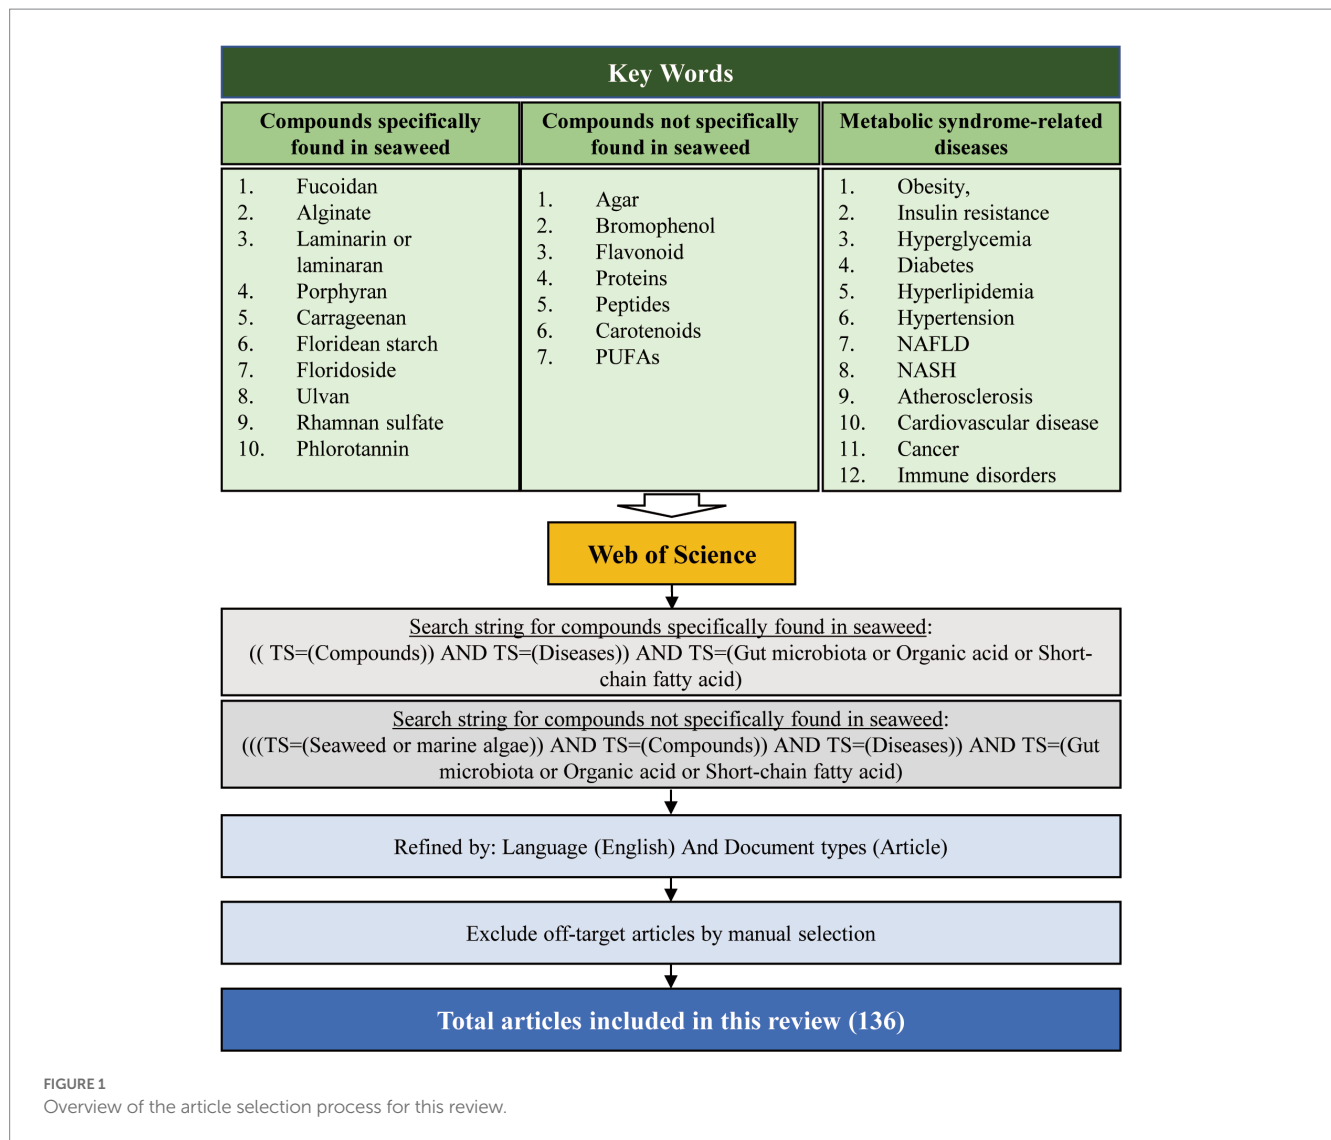 Key Words
Compounds specifically
found in seaweed
Compounds not specifically
found in seaweed
Metabolic syndrome-related
diseases
1. Fucoidan
2. Alginate
3. Laminarin or
laminaran
4. Porphyran
5. Carrageenan
6. Floridean starch
7. Floridoside
8. Ulvan
9. Rhamnan sulfate
10. Phlorotannin
1. Agar
2. Bromophenol
3. Flavonoid
4. Proteins
5. Peptides
6. Carotenoids
7. PUFAs
1. Obesity,
2. Insulin resistance
3. Hyperglycemia
4. Diabetes
5. Hyperlipidemia
6. Hypertension
7. NAFLD
8. NASH
9. Atherosclerosis
10. Cardiovascular disease
11. Cancer
12. Immune disorders
Web of Science
Search string for compounds specifically found in seaweed:
(( TS=(Compounds)) AND TS=(Diseases)) AND TS=(Gut microbiota or Organic acid or Short-
chain fatty acid)
Search string for compounds not specifically found in seaweed:
(((TS=(Seaweed or marine algae)) AND TS=(Compounds)) AND TS=(Diseases)) AND TS=(Gut
microbiota or Organic acid or Short-chain fatty acid)
Refined by: Language (English) And Document types (Article)
Exclude off-target articles by manual selection
Total articles included in this review (136)
FIGURE 1
Overview of the article selection process for this review.